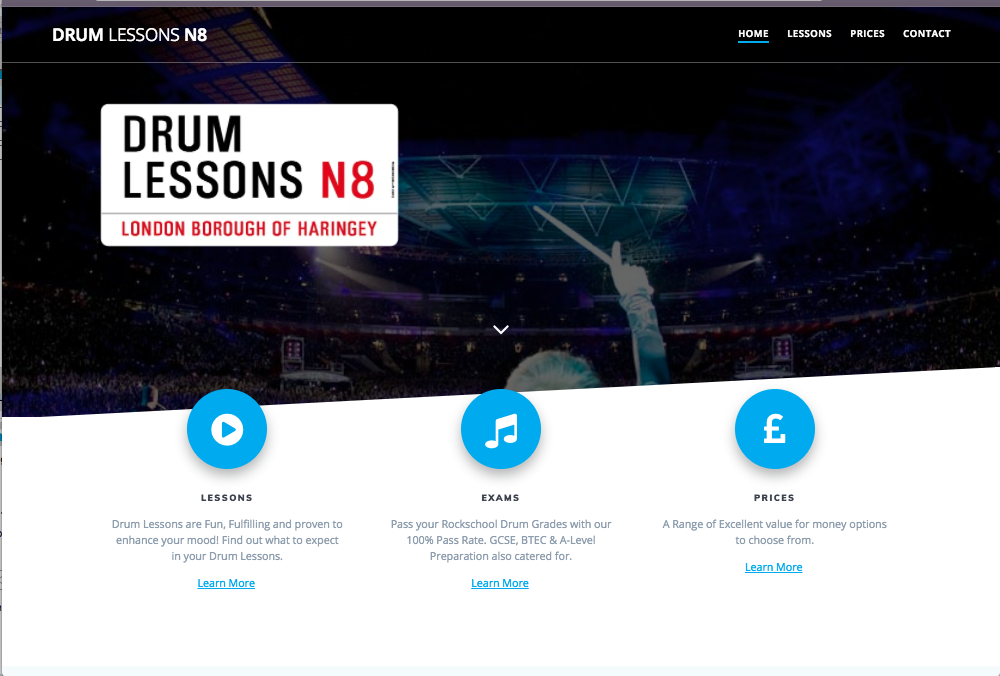 DRUM LESSONS N8
HOME LESSONS PRICES CONTACT
DRUM
LESSONS N8
LONDON BOROUGH OF HARINGEY
LESSONS
Drum Lessons are Fun, Fulfilling and proven to
enhance your mood! Find out what to expect
in your Drum Lessons.
Learn More
EXAMS
Pass your Rockschool Drum Grades with our
100% Pass Rate. GCSE, BTEC & A-Level
Preparation also catered for.
Learn More
PRICES
A Range of Excellent value for money options
to choose from.
Learn More